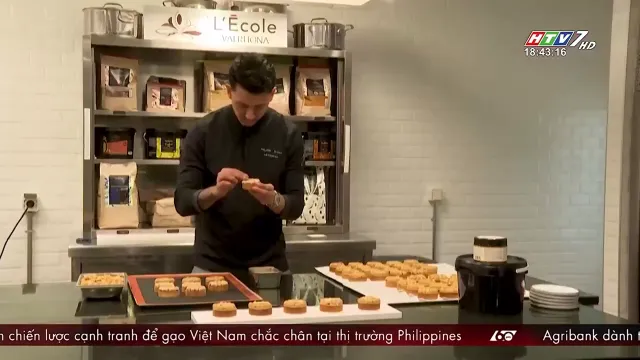 L'École
VALRHONA
HTV7 HD
18:43:16
n chiến lược cạnh tranh để gạo Việt Nam chắc chân tại thị trường Philippines
60
Agribank dành t